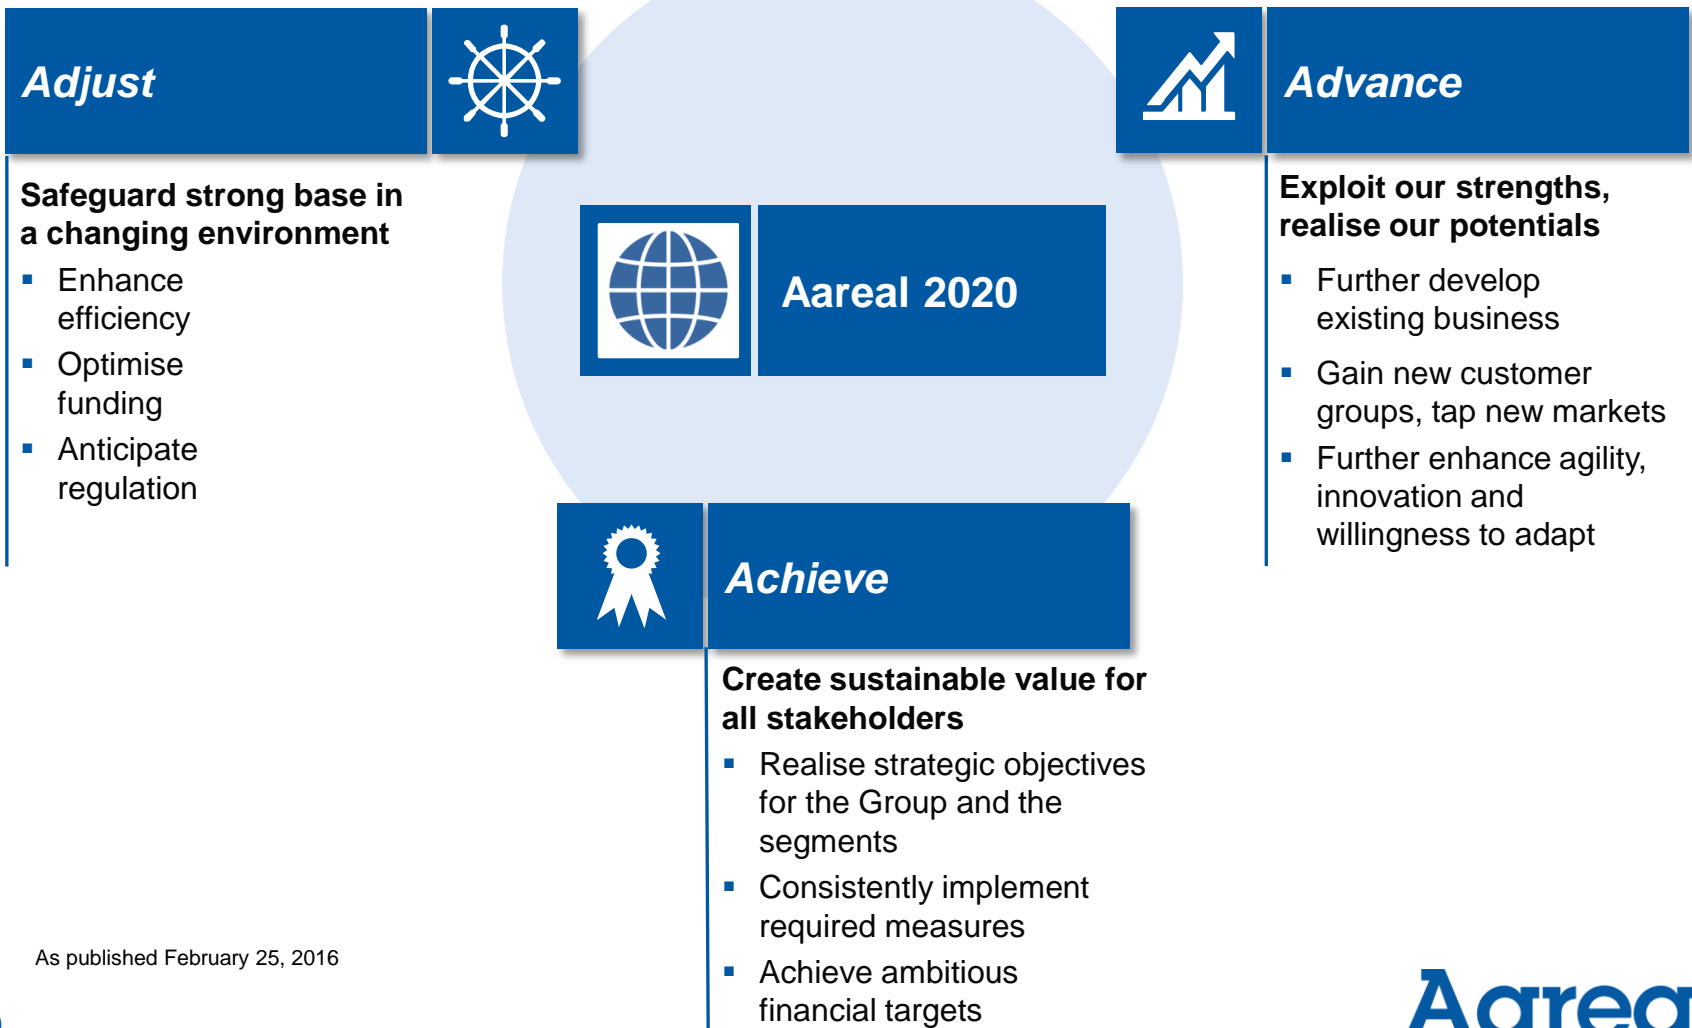 Adjust
Safeguard strong base in
a changing environment
▪ Enhance
efficiency
▪ Optimise
funding
▪ Anticipate
regulation
Aareal 2020
Advance
Exploit our strengths,
realise our potentials
▪ Further develop
existing business
▪ Gain new customer
groups, tap new markets
▪ Further enhance agility,
innovation and
willingness to adapt
Achieve
Create sustainable value for
all stakeholders
▪ Realise strategic objectives
for the Group and the
segments
▪ Consistently implement
required measures
▪ Achieve ambitious
financial targets
As published February 25, 2016
Aarea